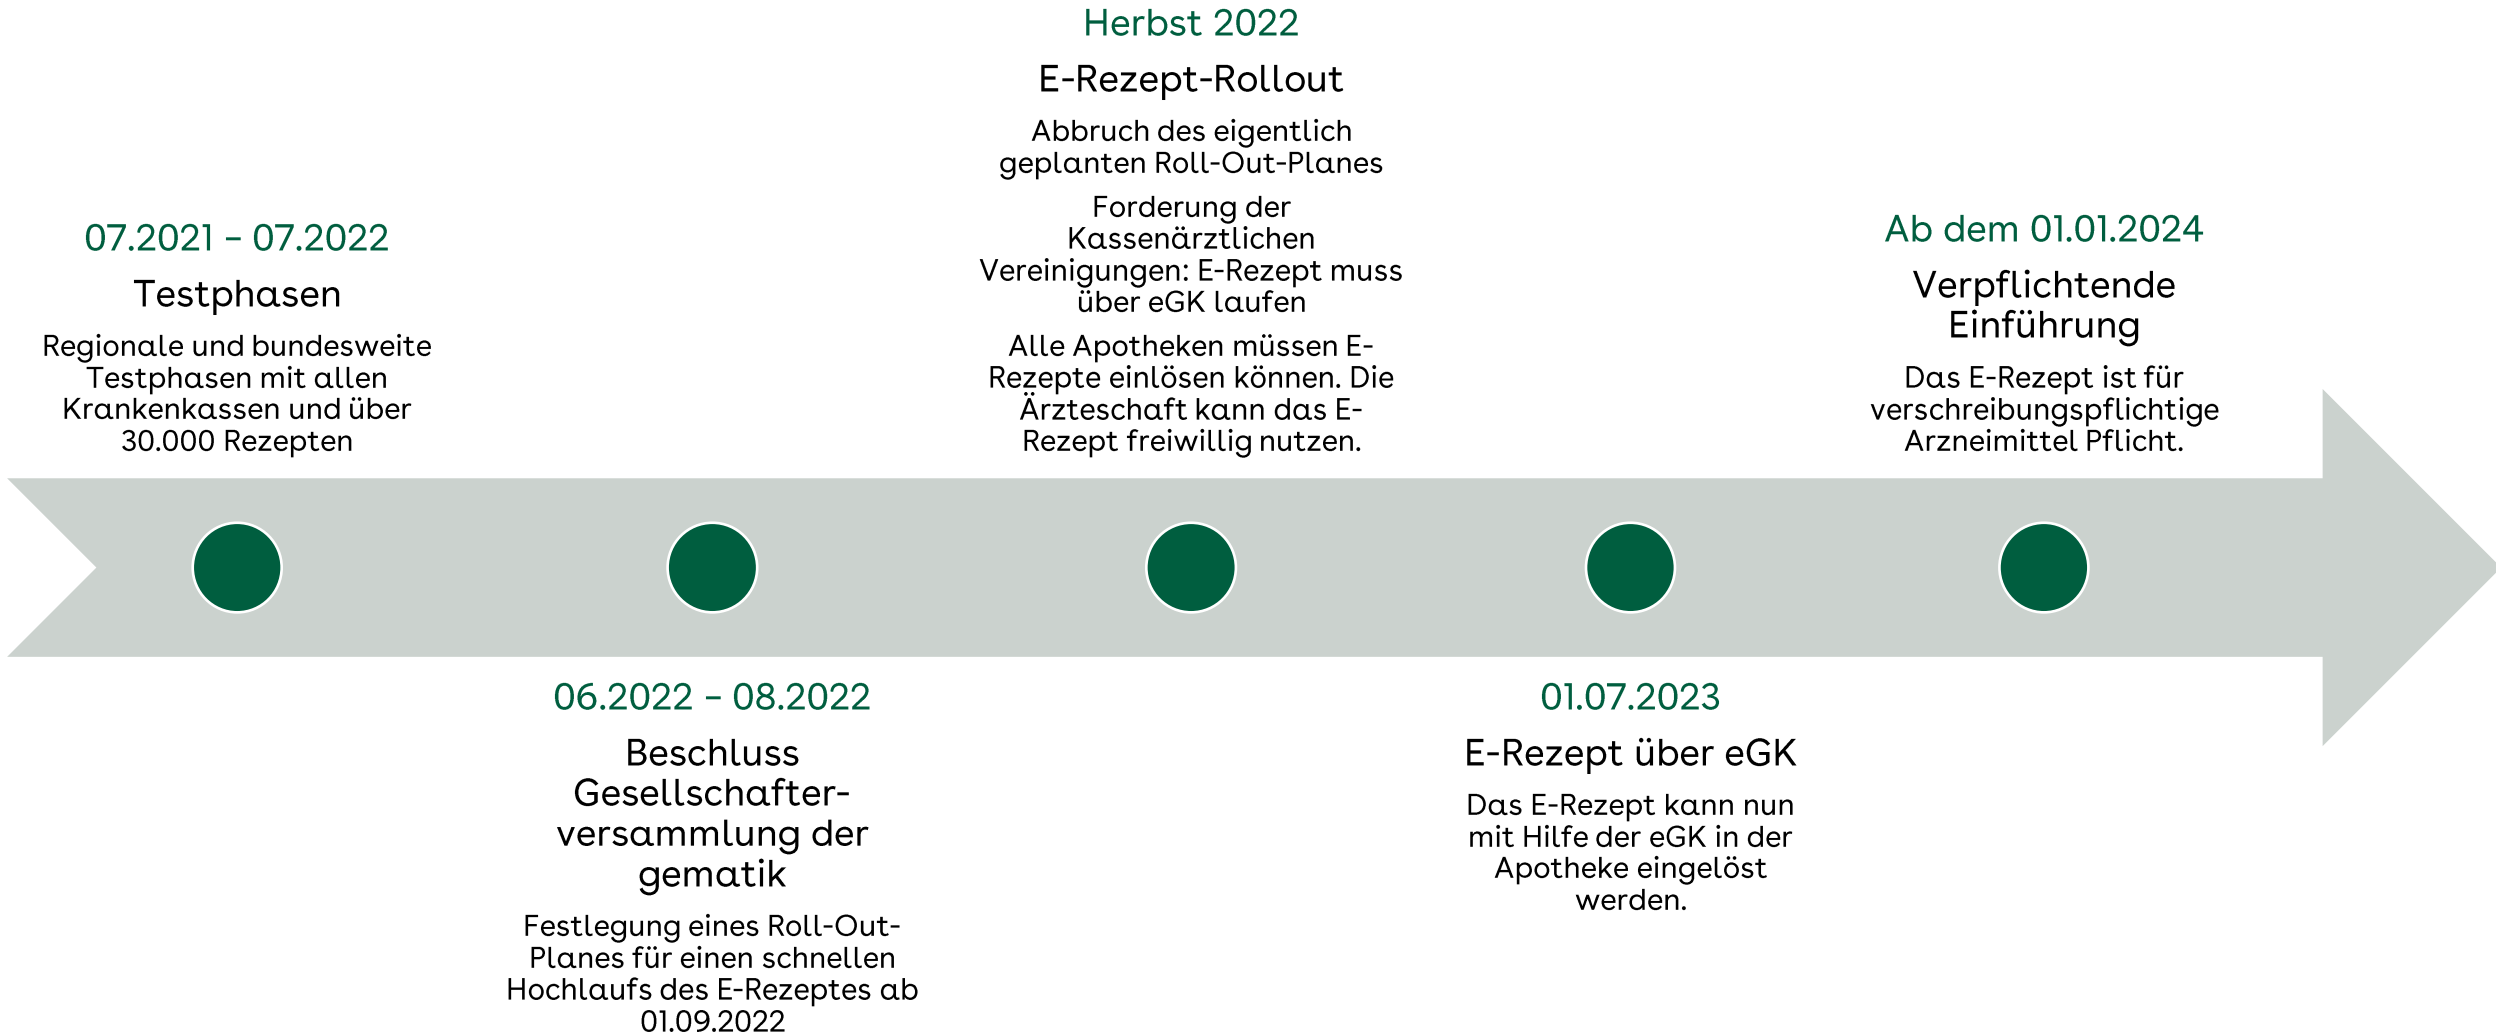 07.2021 – 07.2022
Testphasen
Regionale und bundesweite
Testphasen mit allen
Krankenkassen und über
30.000 Rezepten
06.2022 – 08.2022
Beschluss
Gesellschafter-
versammlung der
gematik
Festlegung eines Roll-Out-
Planes für einen schnellen
Hochlaufs des E-Rezeptes ab
01.09.2022
Herbst 2022
E-Rezept-Rollout
Abbruch des eigentlich
geplanten Roll-Out-Planes
Forderung der
Kassenärztlichen
Vereinigungen: E-Rezept muss
über eGK laufen
Alle Apotheken müssen E-
Rezepte einlösen können. Die
Ärzteschaft kann das E-
Rezept freiwillig nutzen.
01.07.2023
E-Rezept über eGK
Das E-Rezept kann nun
mit Hilfe der eGK in der
Apotheke eingelöst
werden.
Ab dem 01.01.2024
Verpflichtende
Einführung
Das E-Rezept ist für
verschreibungspflichtige
Arzneimittel Pflicht.